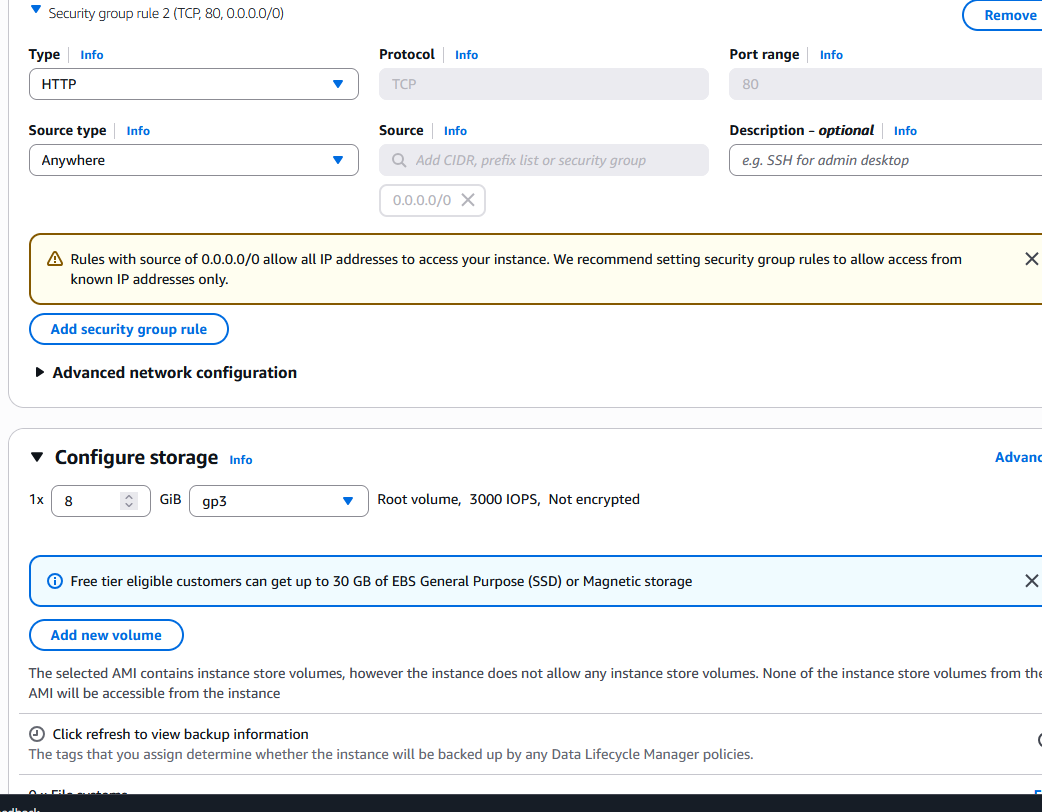 Security group rule 2 (TCP, 80, 0.0.0.0/0)
Remove
Type Info
Protocol Info
Port range Info
HTTP
TCP
80
Source type Info
Source Info
Description - optional Info
Anywhere
Add CIDR, prefix list or security group
e.g. SSH for admin desktop
0.0.0.0/0
Rules with source of 0.0.0.0/0 allow all IP addresses to access your instance. We recommend setting security group rules to allow access from
known IP addresses only.
Add security group rule
Advanced network configuration
Configure storage Info
Advanc
1x 8 GiB gp3 Root volume, 3000 IOPS, Not encrypted
Free tier eligible customers can get up to 30 GB of EBS General Purpose (SSD) or Magnetic storage
Add new volume
The selected AMI contains instance store volumes, however the instance does not allow any instance store volumes. None of the instance store volumes from the
AMI will be accessible from the instance
Click refresh to view backup information
The tags that you assign determine whether the instance will be backed up by any Data Lifecycle Manager policies.
0 x File systems